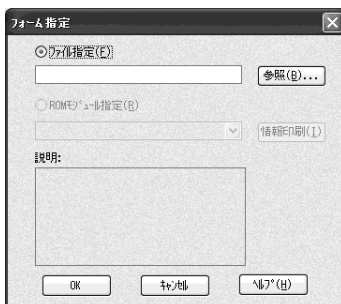 フォーム指定
ファイル指定(F)
参照(B)...
ROMモジュール指定(R)
情報印刷(I)
説明:
OK
キャンセル
ヘルプ(H)